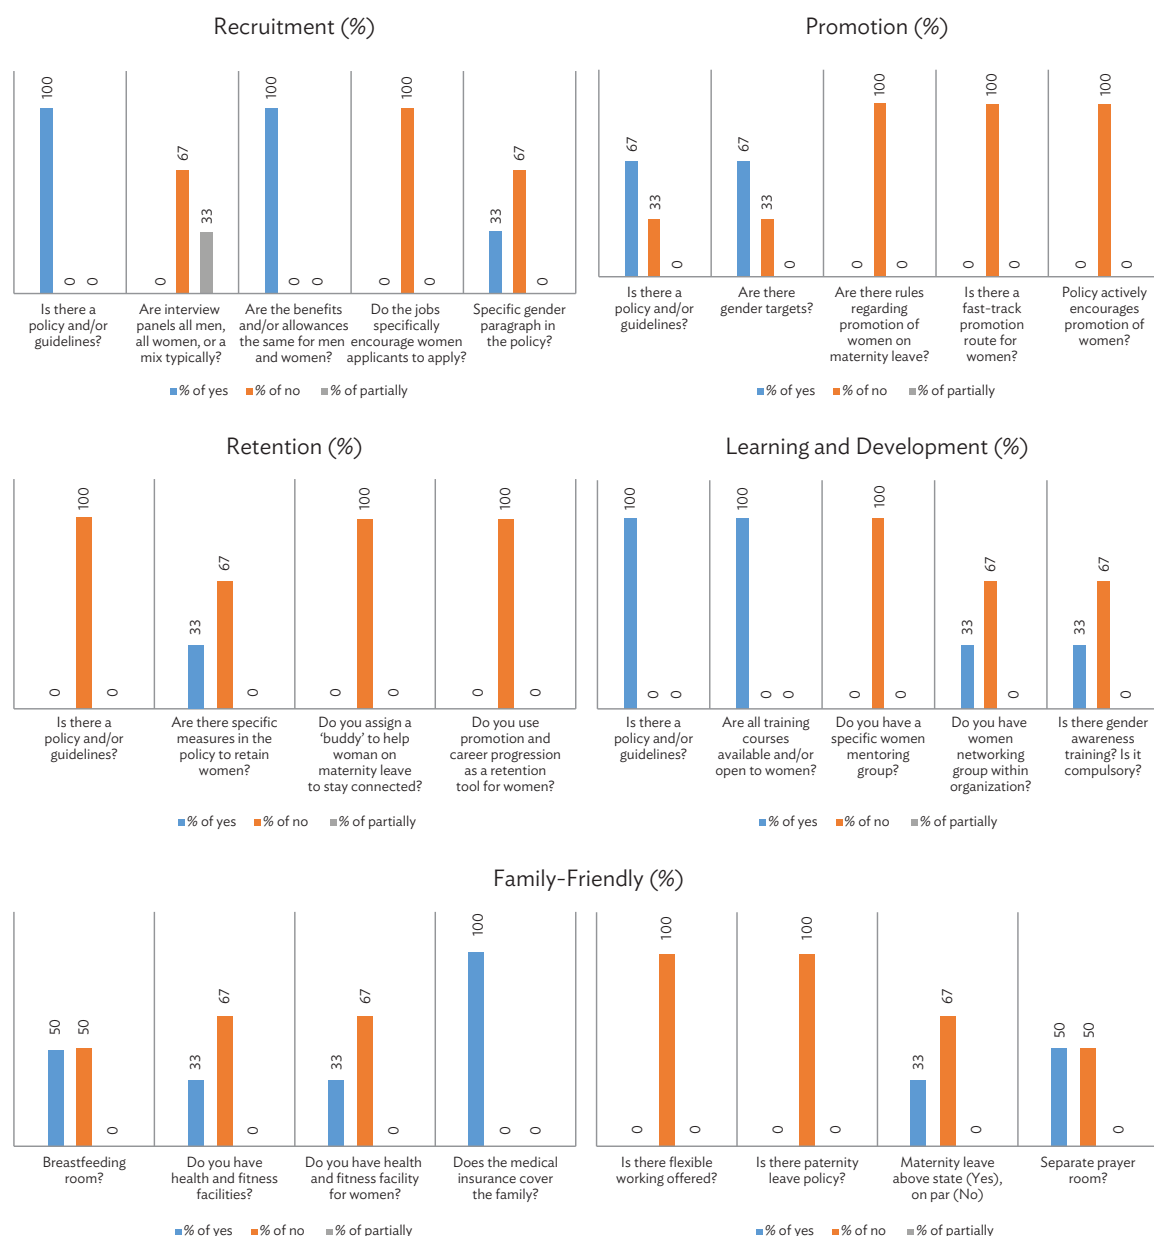 Recruitment (%)
100 0 0
0 67 33
100 0 0
0 100 0
33 67 0
Is there a
policy and/or
guidelines?
Are interview
panels all men,
all women, or a
mix typically?
Are the benefits
and/or allowances
the same for men
and women?
Do the jobs
specifically
encourage women
applicants to apply?
Specific gender
paragraph in
the policy?
% of yes % of no % of partially
Promotion (%)
67 33 0
67 33 0
0 100 0
0 100 0
0 100 0
Is there a
policy and/or
guidelines?
Are there
gender targets?
Are there rules
regarding
promotion of
women on
maternity leave?
Is there a
fast-track
promotion
route for
women?
Policy actively
encourages
promotion of
women?
% of yes % of no % of partially
Retention (%)
0 100 0
33 67 0
0 100 0
0 100 0
Is there a
policy and/or
guidelines?
Are there specific
measures in the
policy to retain
women?
Do you assign a
‘buddy’ to help
woman on
maternity leave
to stay connected?
Do you use
promotion and
career progression
as a retention
tool for women?
% of yes % of no % of partially
Learning and Development (%)
100 0 0
100 0 0
0 100 0
33 67 0
33 67 0
Is there a
policy and/or
guidelines?
Are all training
courses
available and/or
open to women?
Do you have a
specific women
mentoring
group?
Do you have
women
networking
group within
organization?
Is there gender
awareness
training? Is it
compulsory?
% of yes % of no % of partially
Family-Friendly (%)
50 50 0
33 67 0
33 67 0
100 0 0
Breastfeeding
room?
Do you have
health and fitness
facilities?
Do you have health
and fitness facility
for women?
Does the medical
insurance cover
the family?
% of yes % of no % of partially
0 100 0
0 100 0
33 67 0
50 50 0
Is there flexible
working offered?
Is there paternity
leave policy?
Maternity leave
above state (Yes),
on par (No)
Separate prayer
room?
% of yes % of no % of partially